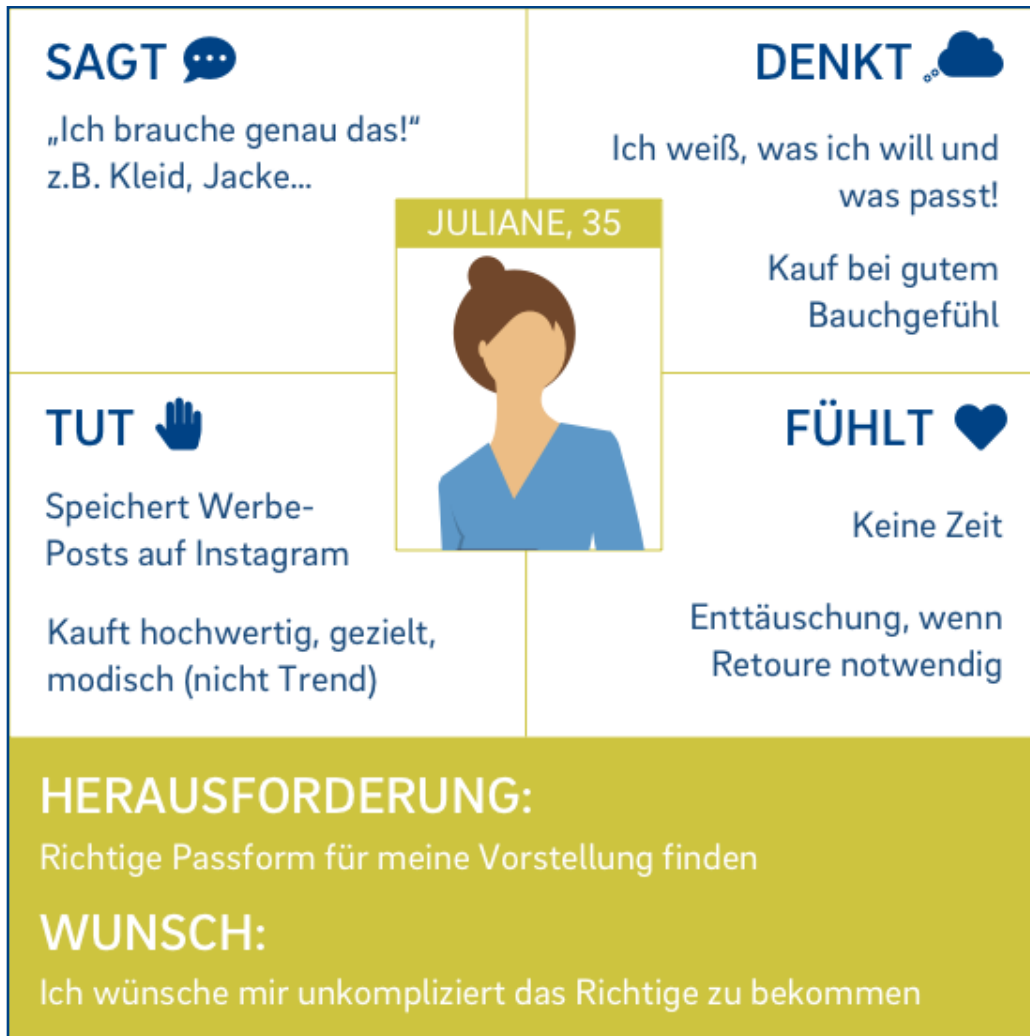 SAGT
„Ich brauche genau das!“
z.B. Kleid, Jacke...
DENKT
Ich weiß, was ich will und
was passt!
Kauf bei gutem
Bauchgefühl
JULIANE, 35
TUT
Speichert Werbe-
Posts auf Instagram
Kauft hochwertig, gezielt,
modisch (nicht Trend)
FÜHLT
Keine Zeit
Enttäuschung, wenn
Retoure notwendig
HERAUSFORDERUNG:
Richtige Passform für meine Vorstellung finden
WUNSCH:
Ich wünsche mir unkompliziert das Richtige zu bekommen